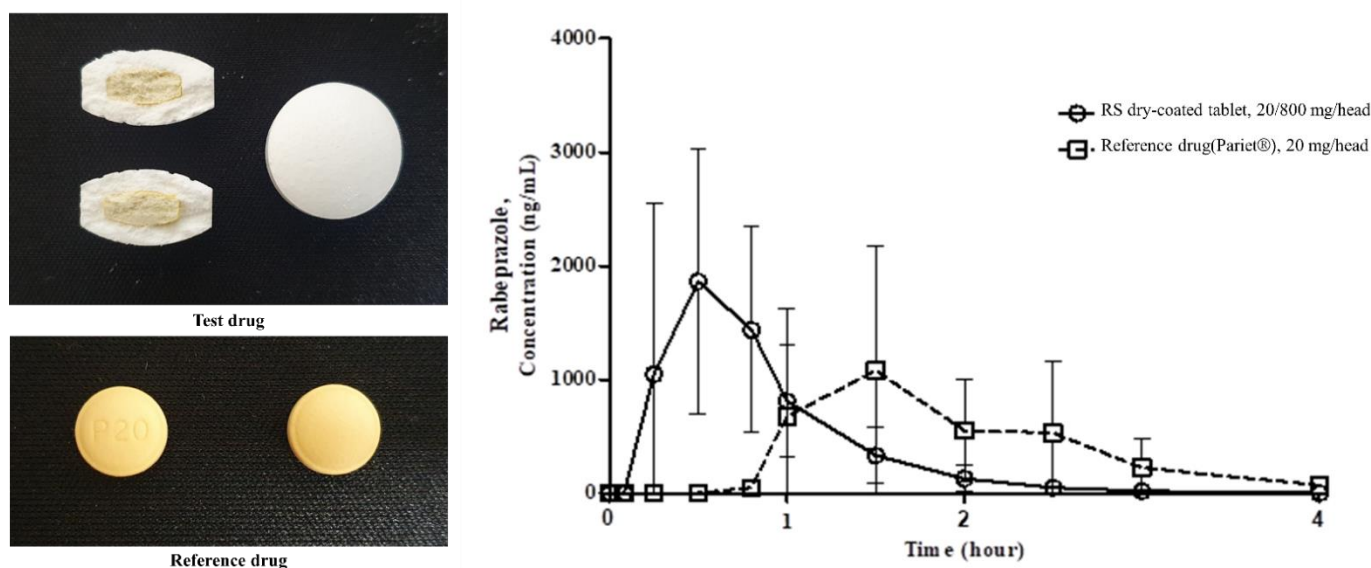 Test drug
P20
Reference drug
4000
3000
2000
1000
0
Rabeprazole,
Concentration (ng/mL)
RS dry-coated tablet, 20/800 mg/head
Reference drug(Pariet®), 20 mg/head
0
1
2
4
Time (hour)